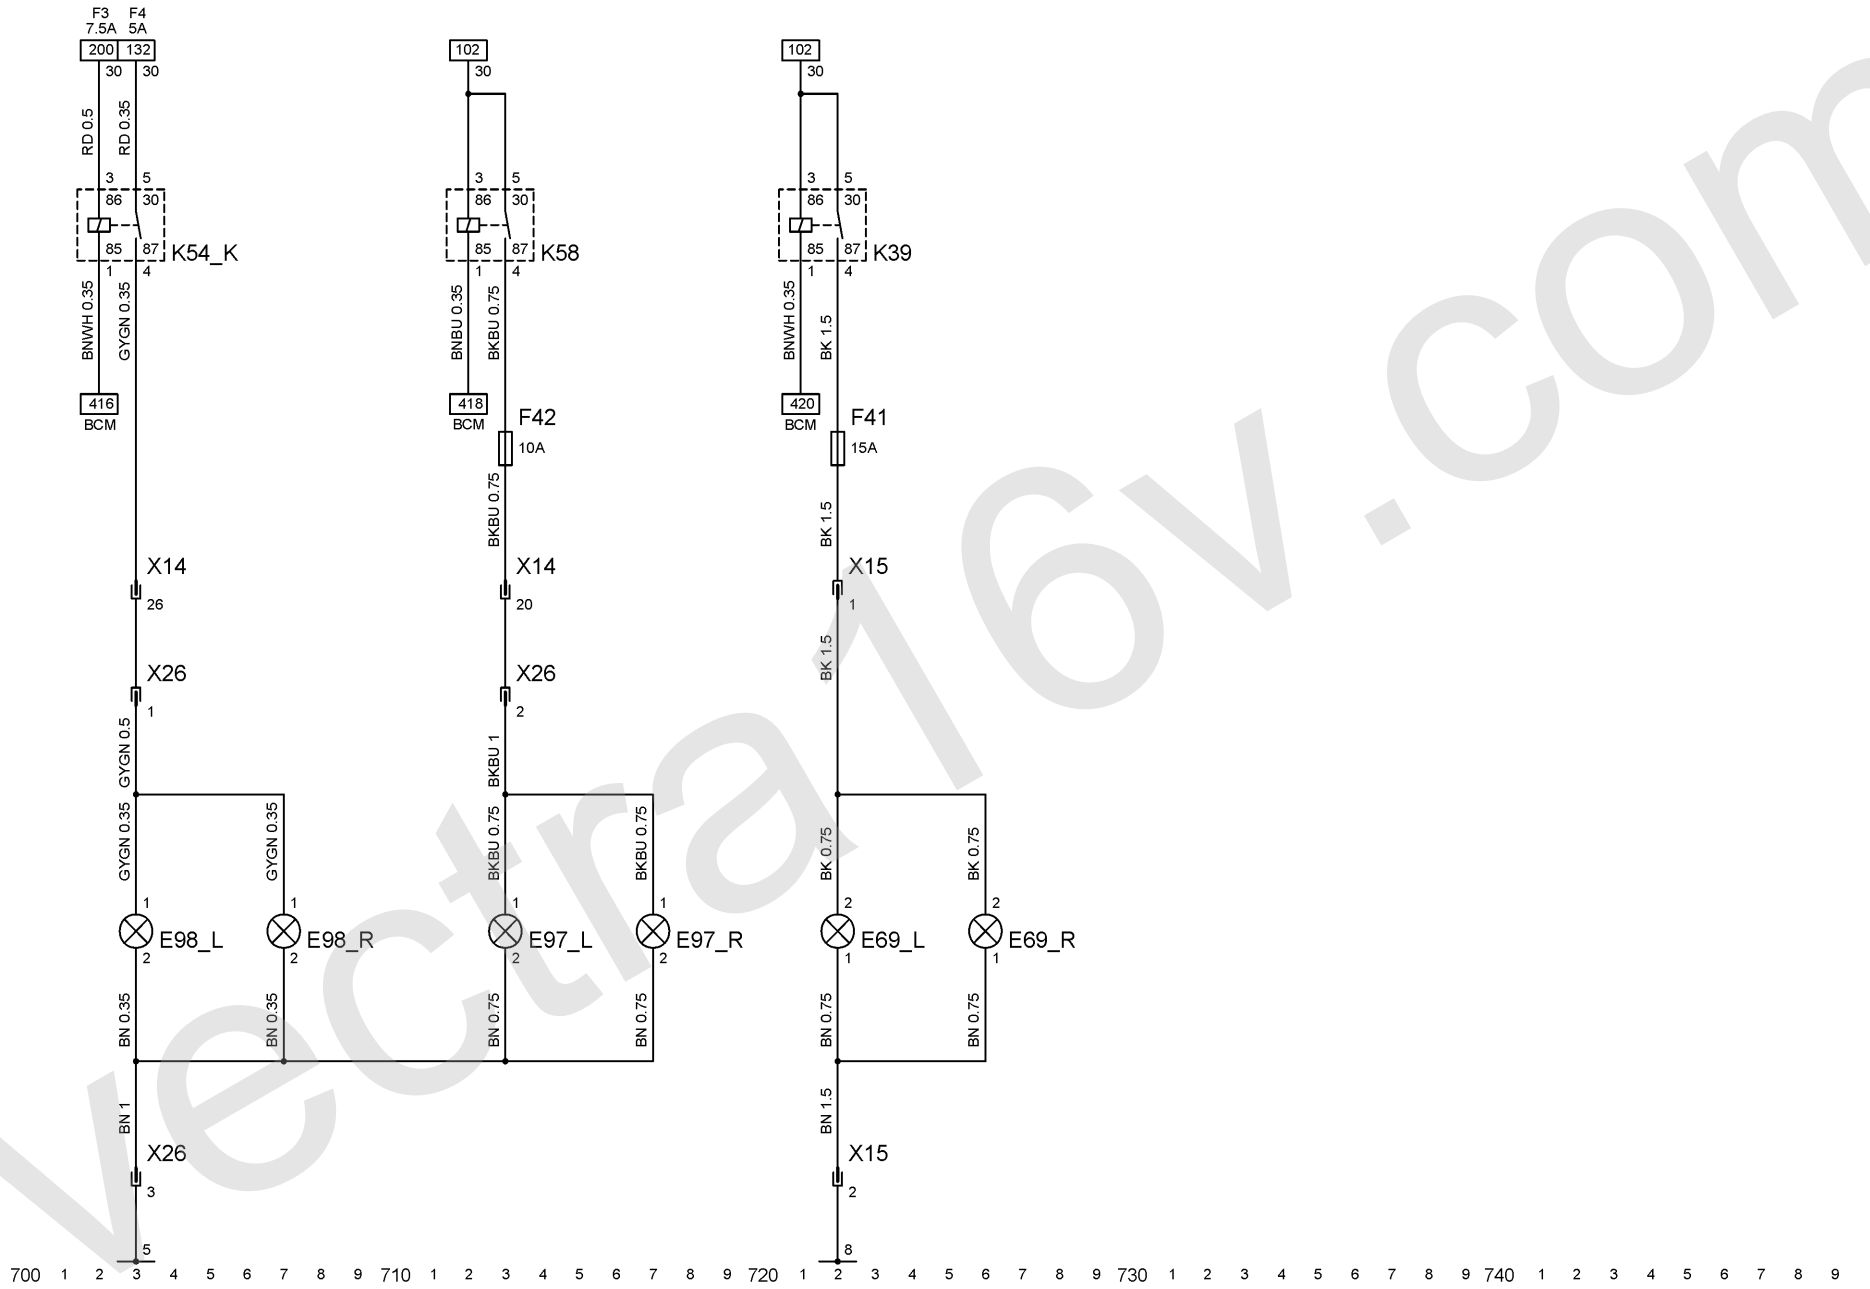 F3 F4
7.5A 5A
200 132 102 102
30 30 30 30
RD 0.5 RD 0.35
3 5 3 5 3 5
86 30 86 30 86 30
85 87 K54_K 85 87 K58 85 87 K39
1 4 1 4 1 4
BNWH 0.35 GYGN 0.35 BNBU 0.35 BKBU 0.75 BNWH 0.35 BK 1.5
416 418 420
BCM BCM BCM
F42 F41
10A 15A
BKBU 0.75 BK 1.5
X14 X14 X15
26 20 1
BK 1.5
X26 X26
1 2
GYGN 0.5 BKBU 1
GYGN 0.35 GYGN 0.35 BKBU 0.75 BKBU 0.75 BK 0.75 BK 0.75
1 1 1 1 2 2
E98_L E98_R E97_L E97_R E69_L E69_R
2 2 2 2 1 1
BN 0.35 BN 0.35 BN 0.75 BN 0.75 BN 0.75 BN 0.75
BN 1 BN 1.5
X26 X15
3 2
5 8
700 1 2 3 4 5 6 7 8 9 710 1 2 3 4 5 6 7 8 9 720 1 2 3 4 5 6 7 8 9 730 1 2 3 4 5 6 7 8 9 740 1 2 3 4 5 6 7 8 9
vectra16v.com